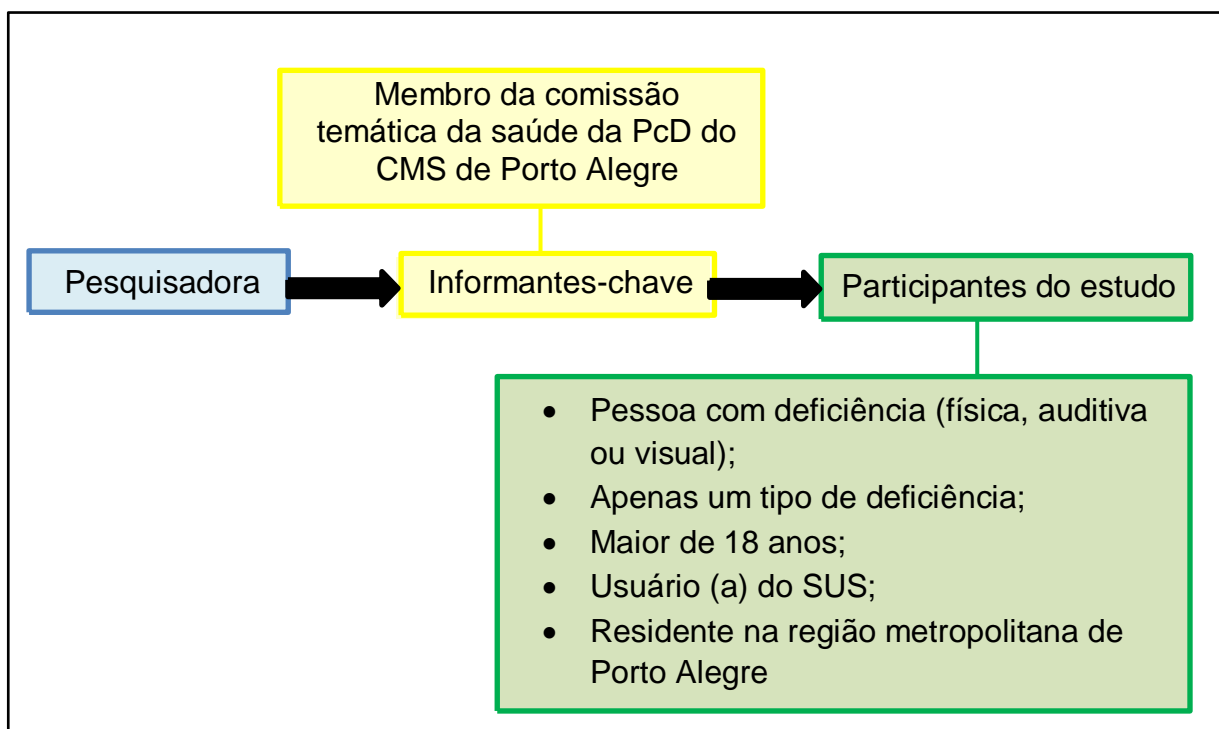 Membro da comissão
temática da saúde da PcD do
CMS de Porto Alegre
Pesquisadora
Informantes-chave
Participantes do estudo
• Pessoa com deficiência (física, auditiva
ou visual);
• Apenas um tipo de deficiência;
• Maior de 18 anos;
• Usuário (a) do SUS;
• Residente na região metropolitana de
Porto Alegre